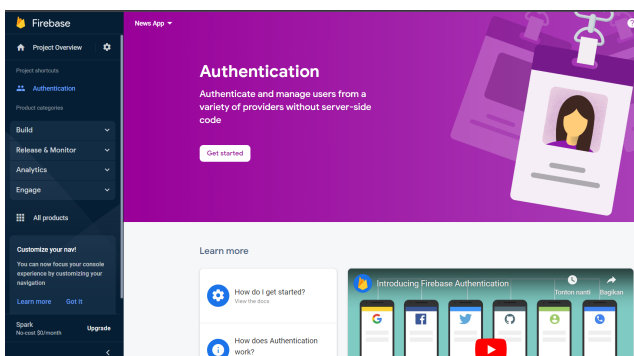 Firebase
Project Overview
Project shortcuts
Authentication
Product categories
Build
Release & Monitor
Analytics
Engage
All products
Customize your nav!
You can now focus your console
experience by customizing your
navigation
Learn more Got it
Spark
No-cost $0/month
Upgrade
News App
?
Authentication
Authenticate and manage users from a
variety of providers without server-side
code
Get started
Learn more
How do I get started?
View the docs
How does Authentication
work?
Introducing Firebase Authentication
Tonton nanti
Bagikan